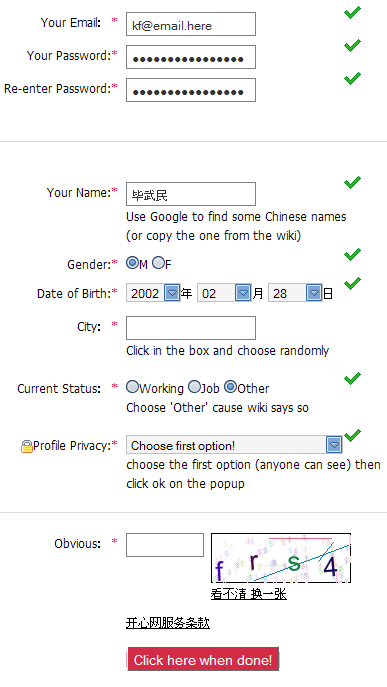 Your Email: * kf@email.here
Your Password:* ●●●●●●●●●●●●●●●●
Re-enter Password:* ●●●●●●●●●●●●●●●●
Your Name:* 毕武民
Use Google to find some Chinese names
(or copy the one from the wiki)
Gender:* M F
Date of Birth:* 2002 年 02 月 28 日
City: *
Click in the box and choose randomly
Current Status: * Working Job Other
Choose 'Other' cause wiki says so
Profile Privacy:* Choose first option!
choose the first option (anyone can see) then
click ok on the popup
Obvious: * f r s 4
看不清 换一张
开心网服务条款
Click here when done!